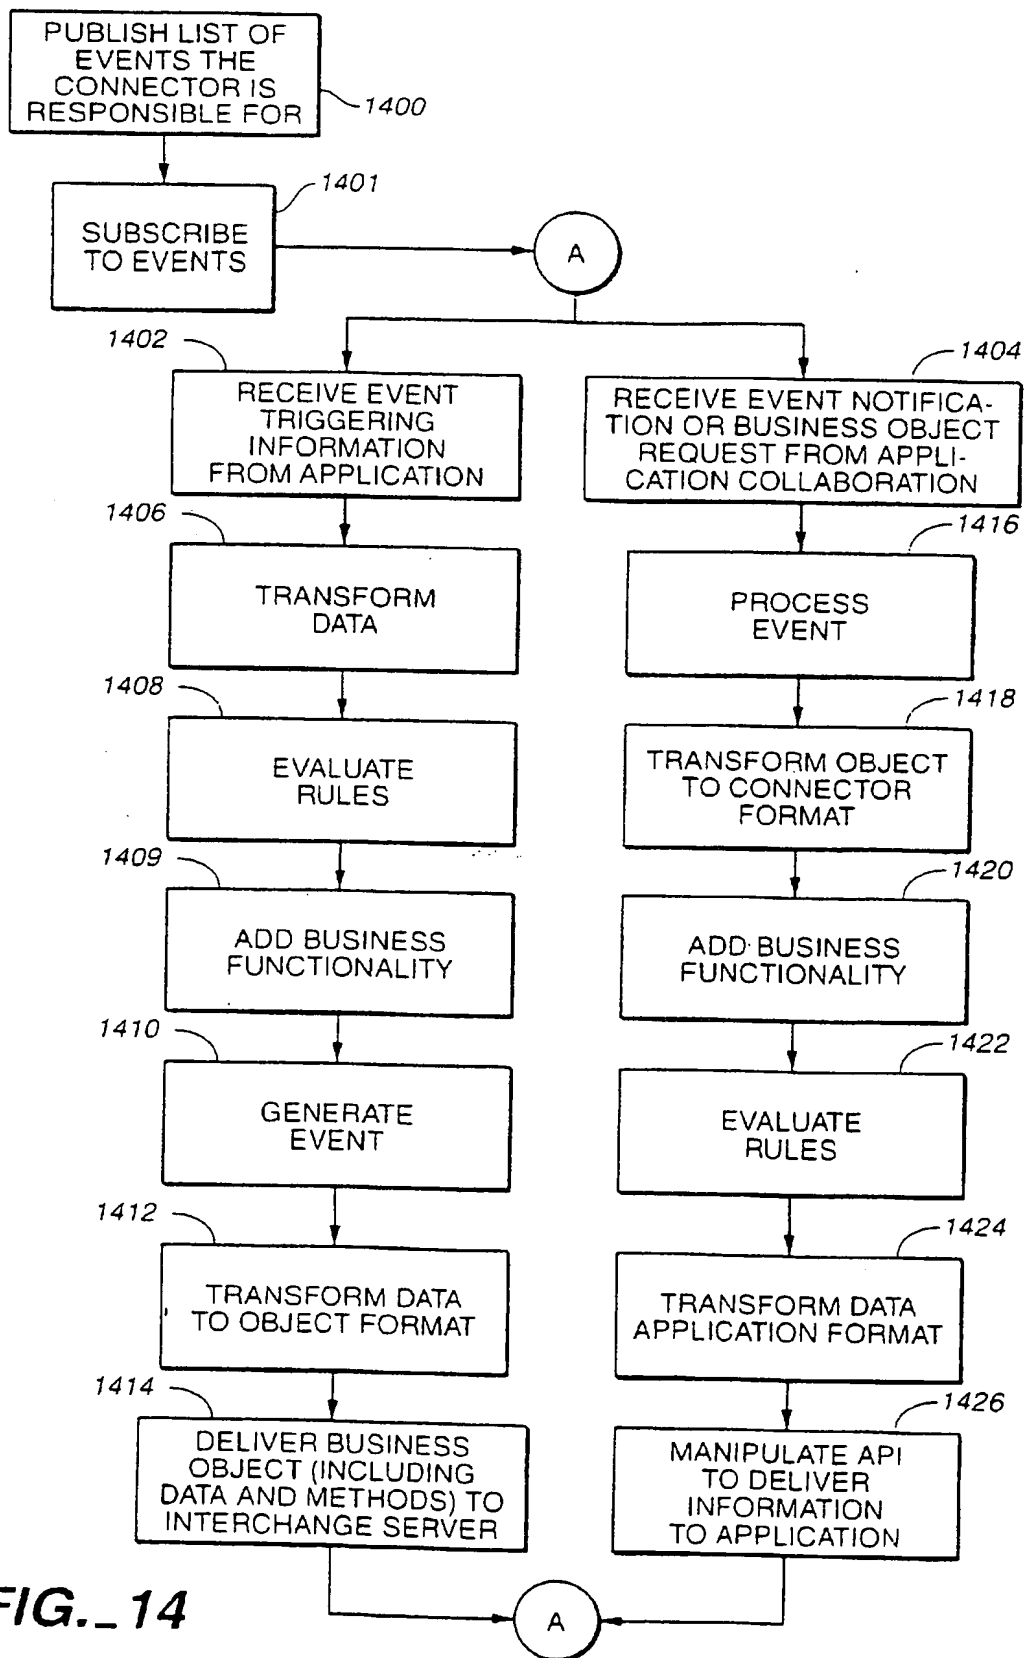 PUBLISH LIST OF
EVENTS THE
CONNECTOR IS
RESPONSIBLE FOR
1400
1401
SUBSCRIBE
TO EVENTS
A
1402
RECEIVE EVENT
TRIGGERING
INFORMATION
FROM APPLICATION
1404
RECEIVE EVENT NOTIFICA-
TION OR BUSINESS OBJECT
REQUEST FROM APPLI-
CATION COLLABORATION
1406
TRANSFORM
DATA
1416
PROCESS
EVENT
1408
EVALUATE
RULES
1418
TRANSFORM OBJECT
TO CONNECTOR
FORMAT
1409
ADD BUSINESS
FUNCTIONALITY
1420
ADD BUSINESS
FUNCTIONALITY
1410
GENERATE
EVENT
1422
EVALUATE
RULES
1412
TRANSFORM DATA
TO OBJECT FORMAT
1424
TRANSFORM DATA
APPLICATION FORMAT
1414
DELIVER BUSINESS
OBJECT (INCLUDING
DATA AND METHODS) TO
INTERCHANGE SERVER
1426
MANIPULATE API
TO DELIVER
INFORMATION
TO APPLICATION
A
FIG._14